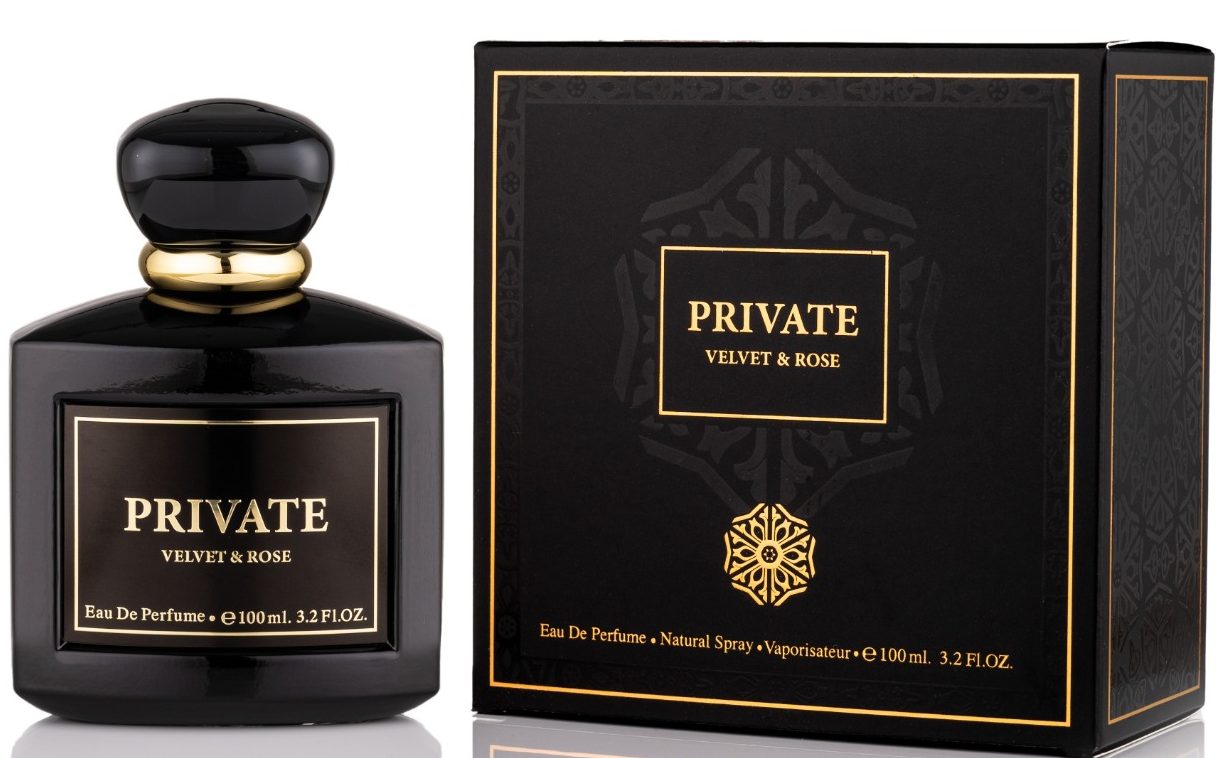 PRIVATE
VELVET & ROSE
Eau De Perfume • ℮100 ml. 3.2 Fl.OZ.
PRIVATE
VELVET & ROSE
Eau De Perfume • Natural Spray • Vaporisateur • ℮100 ml. 3.2 Fl.OZ.